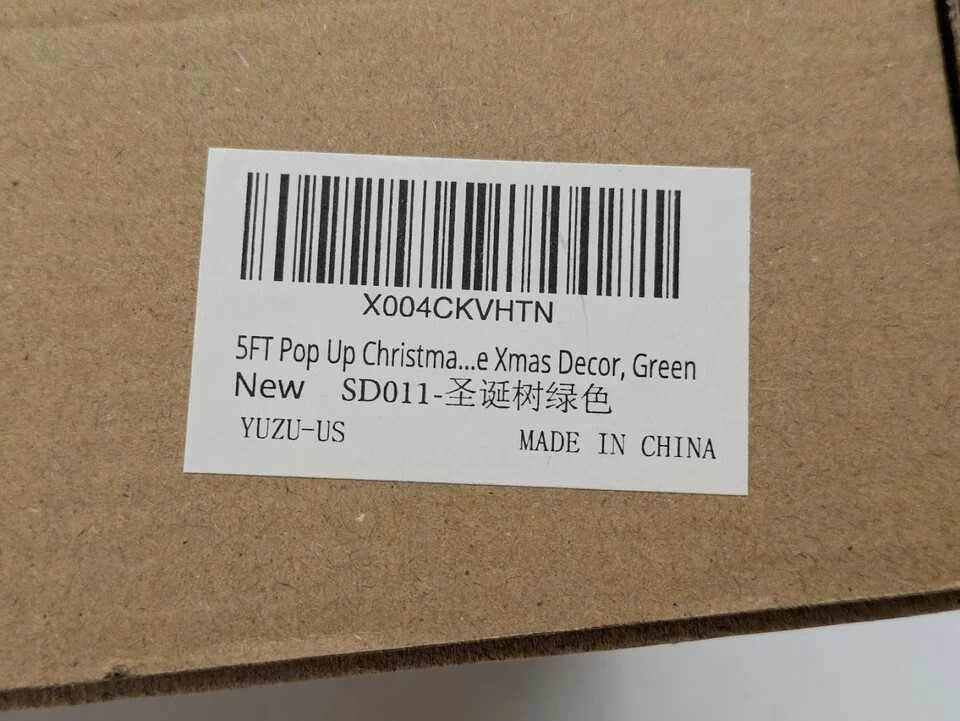 X004CKVHTN
5FT Pop Up Christma...e Xmas Decor, Green
New SD011-圣诞树绿色
YUZU-US MADE IN CHINA